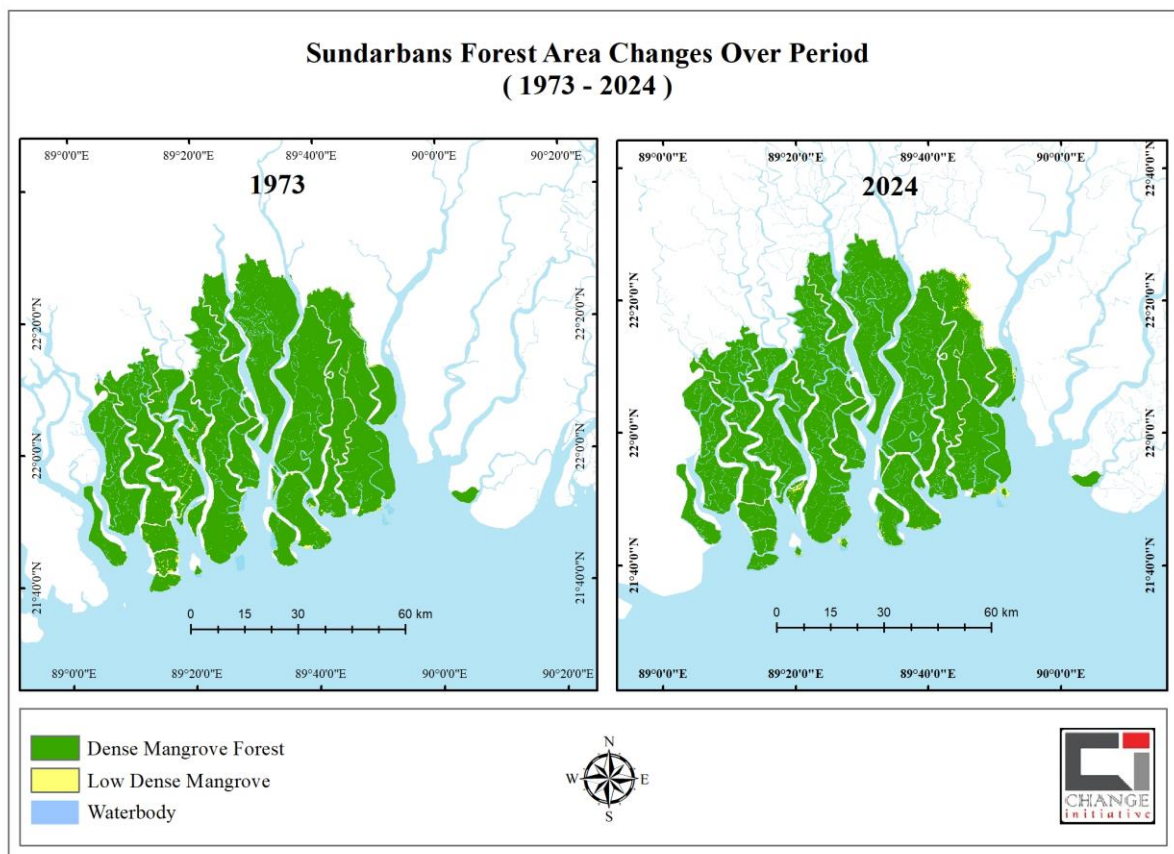 Sundarbans Forest Area Changes Over Period
( 1973 - 2024 )
89°0'0"E
89°20'0"E
89°40'0"E
90°0'0"E
90°20'0"E
1973
22°20'0"N
22°20'0"N
22°0'0"N
22°0'0"N
21°40'0"N
21°40'0"N
0 15 30 60 km
89°0'0"E
89°20'0"E
89°40'0"E
90°0'0"E
90°20'0"E
89°0'0"E
89°20'0"E
89°40'0"E
90°0'0"E
2024
22°40'0"N
22°20'0"N
22°20'0"N
22°0'0"N
22°0'0"N
21°40'0"N
21°40'0"N
0 15 30 60 km
89°0'0"E
89°20'0"E
89°40'0"E
90°0'0"E
Dense Mangrove Forest
Low Dense Mangrove
Waterbody
N
W E
S
CHANGE
initiative